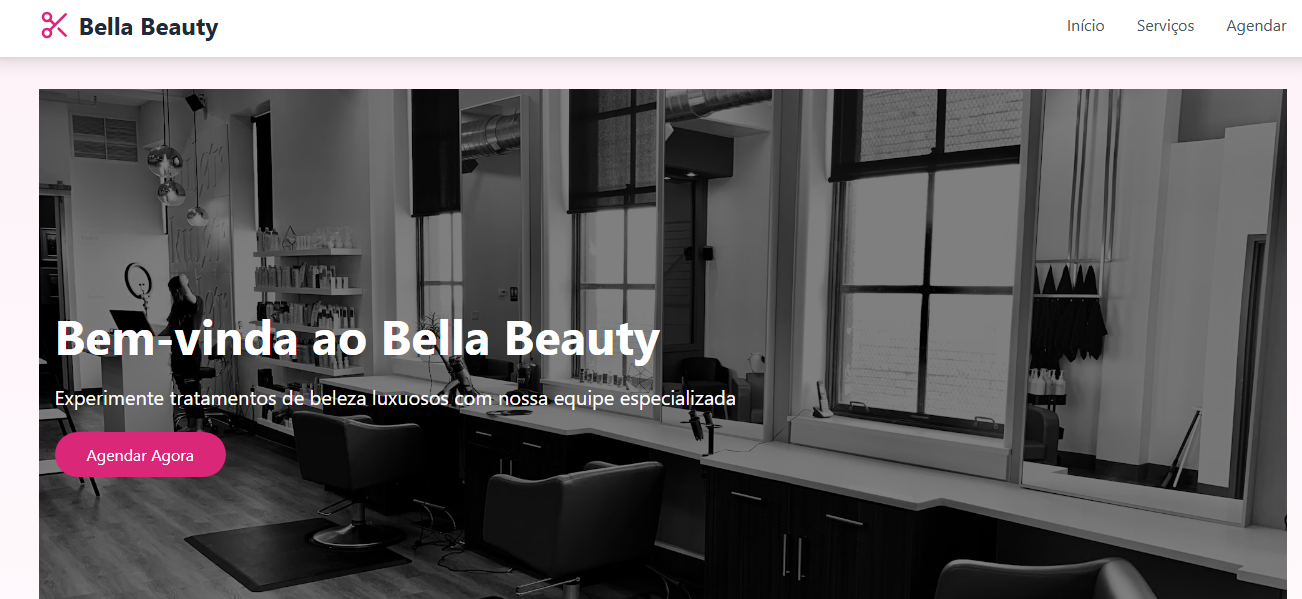 Bella Beauty
Início Serviços Agendar
Bem-vinda ao Bella Beauty
Experimente tratamentos de beleza luxuosos com nossa equipe especializada
Agendar Agora